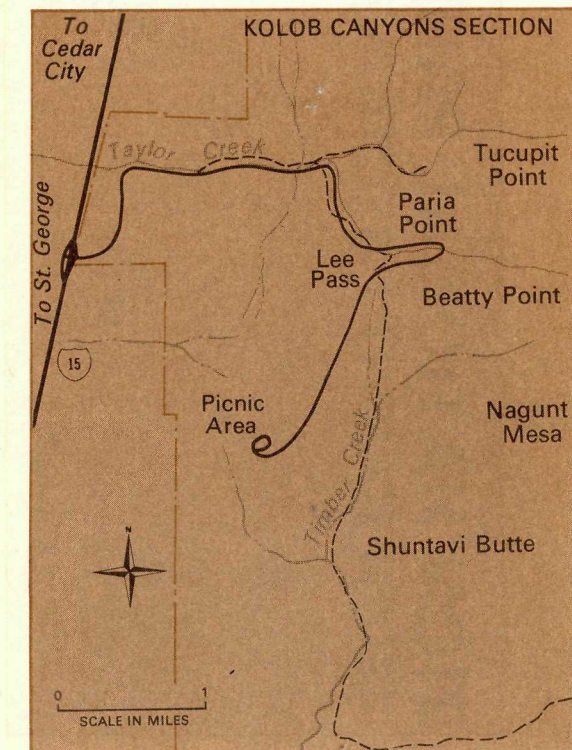 KOLOB CANYONS SECTION
To
Cedar
City
Taylor Creek
Tucupit
Point
Paria
Point
To St. George
Lee
Pass
Beatty Point
15
Picnic
Area
Nagunt
Mesa
Timber Creek
Shuntavi Butte
N
0 1
SCALE IN MILES